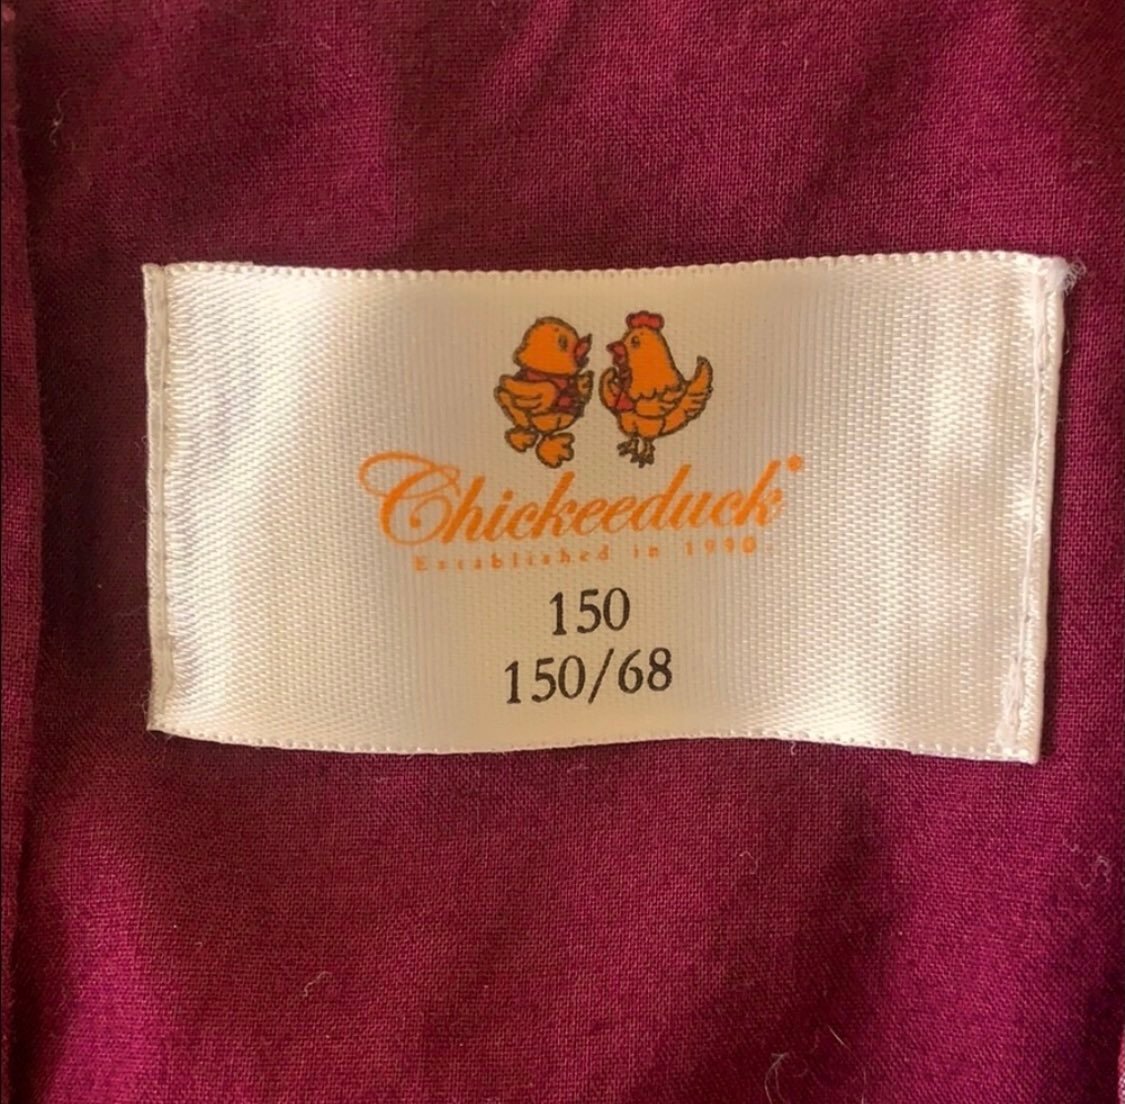 Chickeeduck
Established in 1990
150
150/68